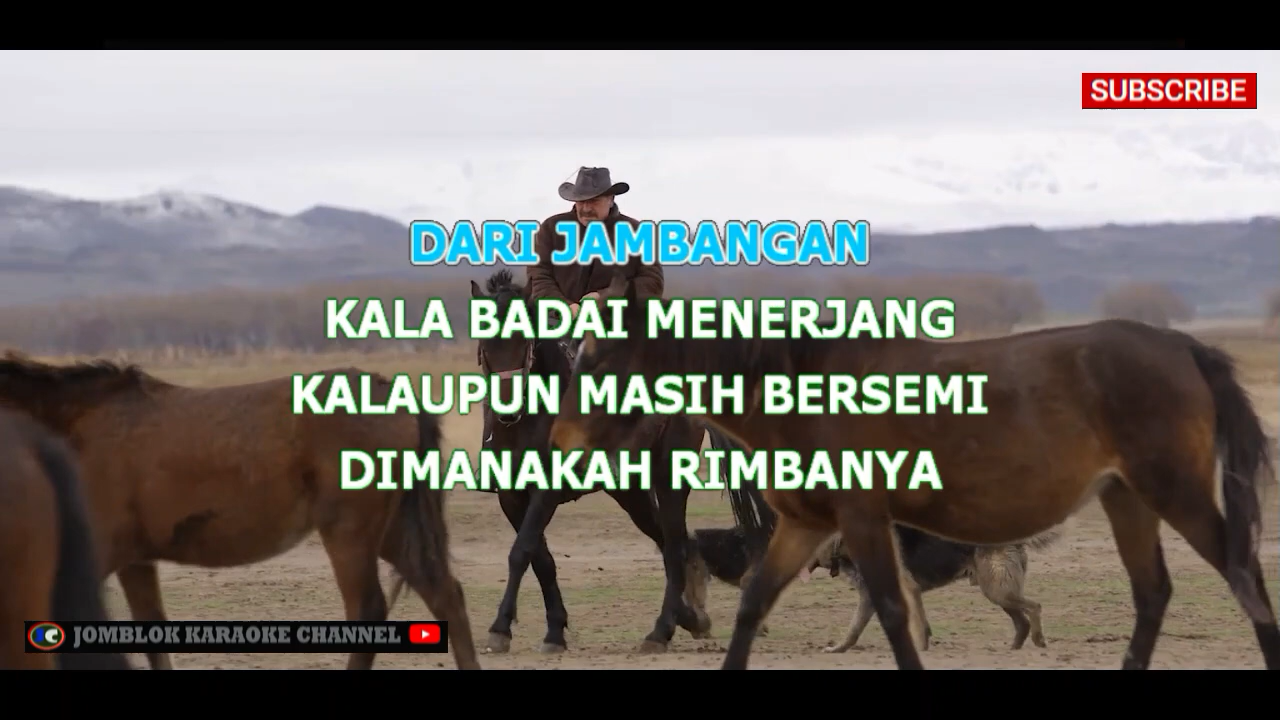 SUBSCRIBE
DARI JAMBANGAN
KALA BADAI MENERJANG
KALAUPUN MASIH BERSEMI
DIMANAKAH RIMBANYA
JOMBLOK KARAOKE CHANNEL